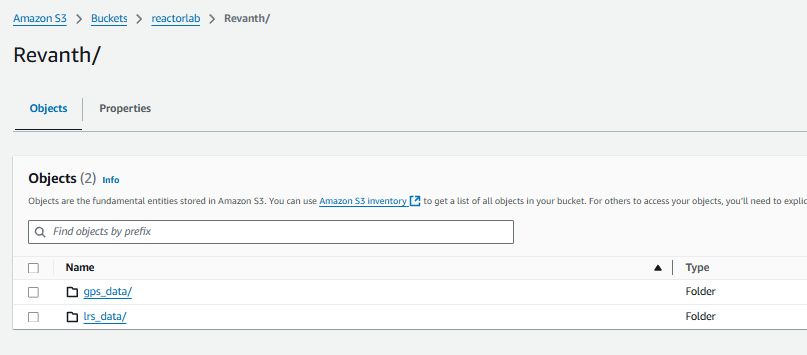 Amazon S3 > Buckets > reactorlab > Revanth/
Revanth/
Objects Properties
Objects (2) Info
Objects are the fundamental entities stored in Amazon S3. You can use Amazon S3 inventory to get a list of all objects in your bucket. For others to access your objects, you'll need to explic
Find objects by prefix
Name Type
gps_data/ Folder
lrs_data/ Folder